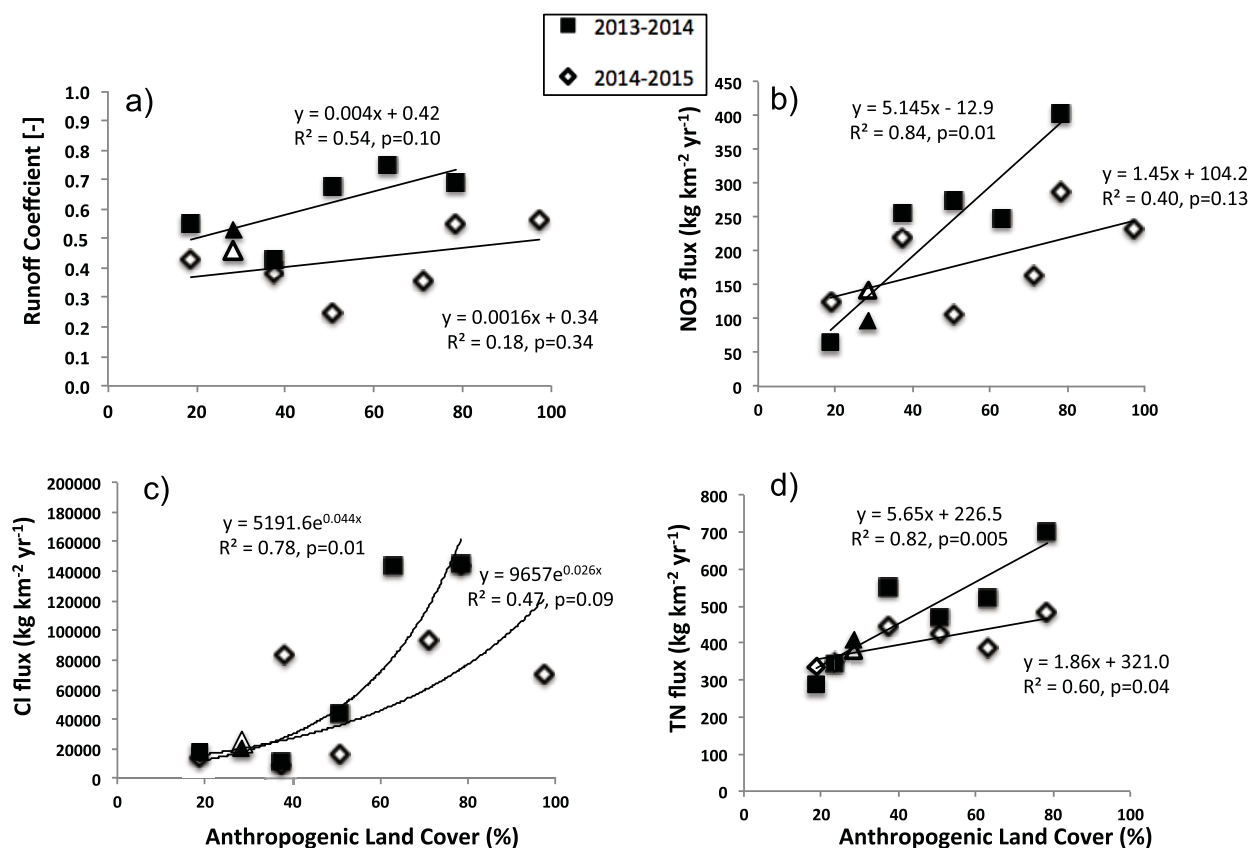 2013-2014
2014-2015
a)
y = 0.004x + 0.42
R² = 0.54, p=0.10
y = 0.0016x + 0.34
R² = 0.18, p=0.34
Runoff Coeffcient [-]
1.0
0.9
0.8
0.7
0.6
0.5
0.4
0.3
0.2
0.1
0.0
0 20 40 60 80 100
b)
y = 5.145x - 12.9
R² = 0.84, p=0.01
y = 1.45x + 104.2
R² = 0.40, p=0.13
NO3 flux (kg km⁻² yr⁻¹)
450
400
350
300
250
200
150
100
50
0
0 20 40 60 80 100
c)
y = 5191.6e^0.044x
R² = 0.78, p=0.01
y = 9657e^0.026x
R² = 0.47, p=0.09
Cl flux (kg km⁻² yr⁻¹)
200000
180000
160000
140000
120000
100000
80000
60000
40000
20000
0
0 20 40 60 80 100
Anthropogenic Land Cover (%)
d)
y = 5.65x + 226.5
R² = 0.82, p=0.005
y = 1.86x + 321.0
R² = 0.60, p=0.04
TN flux (kg km⁻² yr⁻¹)
800
700
600
500
400
300
200
100
0
0 20 40 60 80 100
Anthropogenic Land Cover (%)